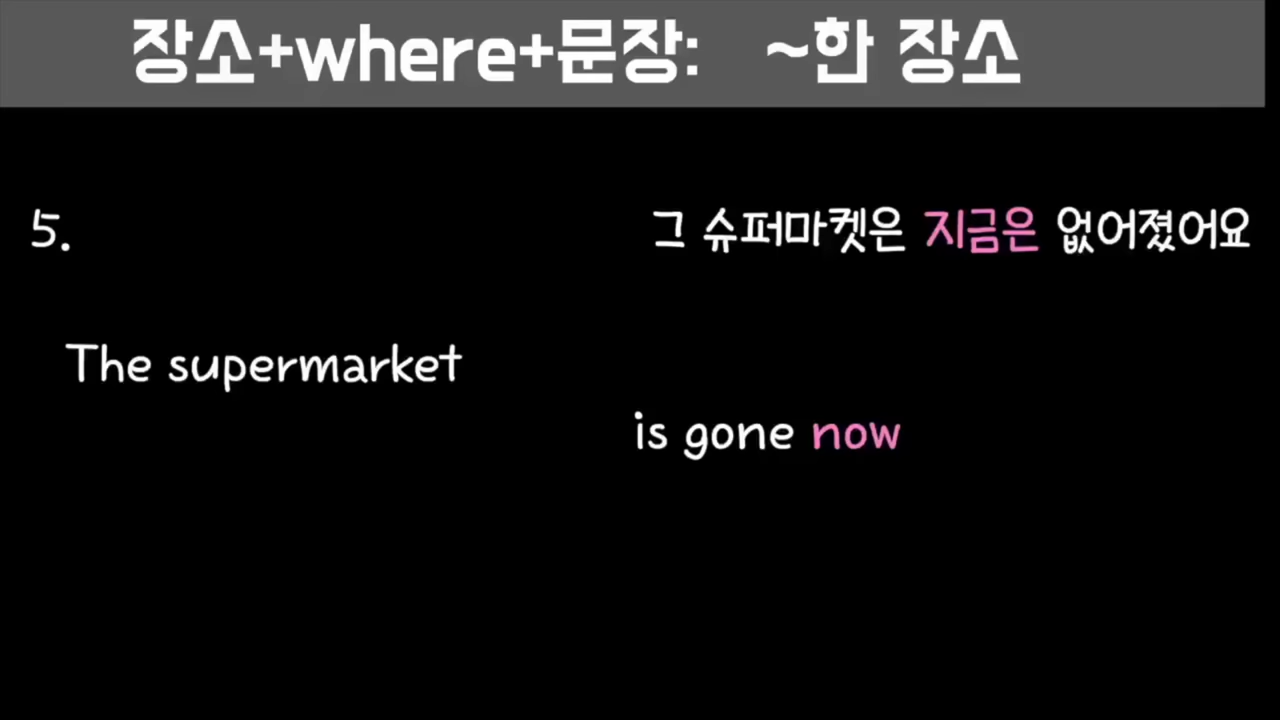 장소+where+문장: ~한 장소
5. 그 슈퍼마켓은 지금은 없어졌어요
The supermarket
is gone now